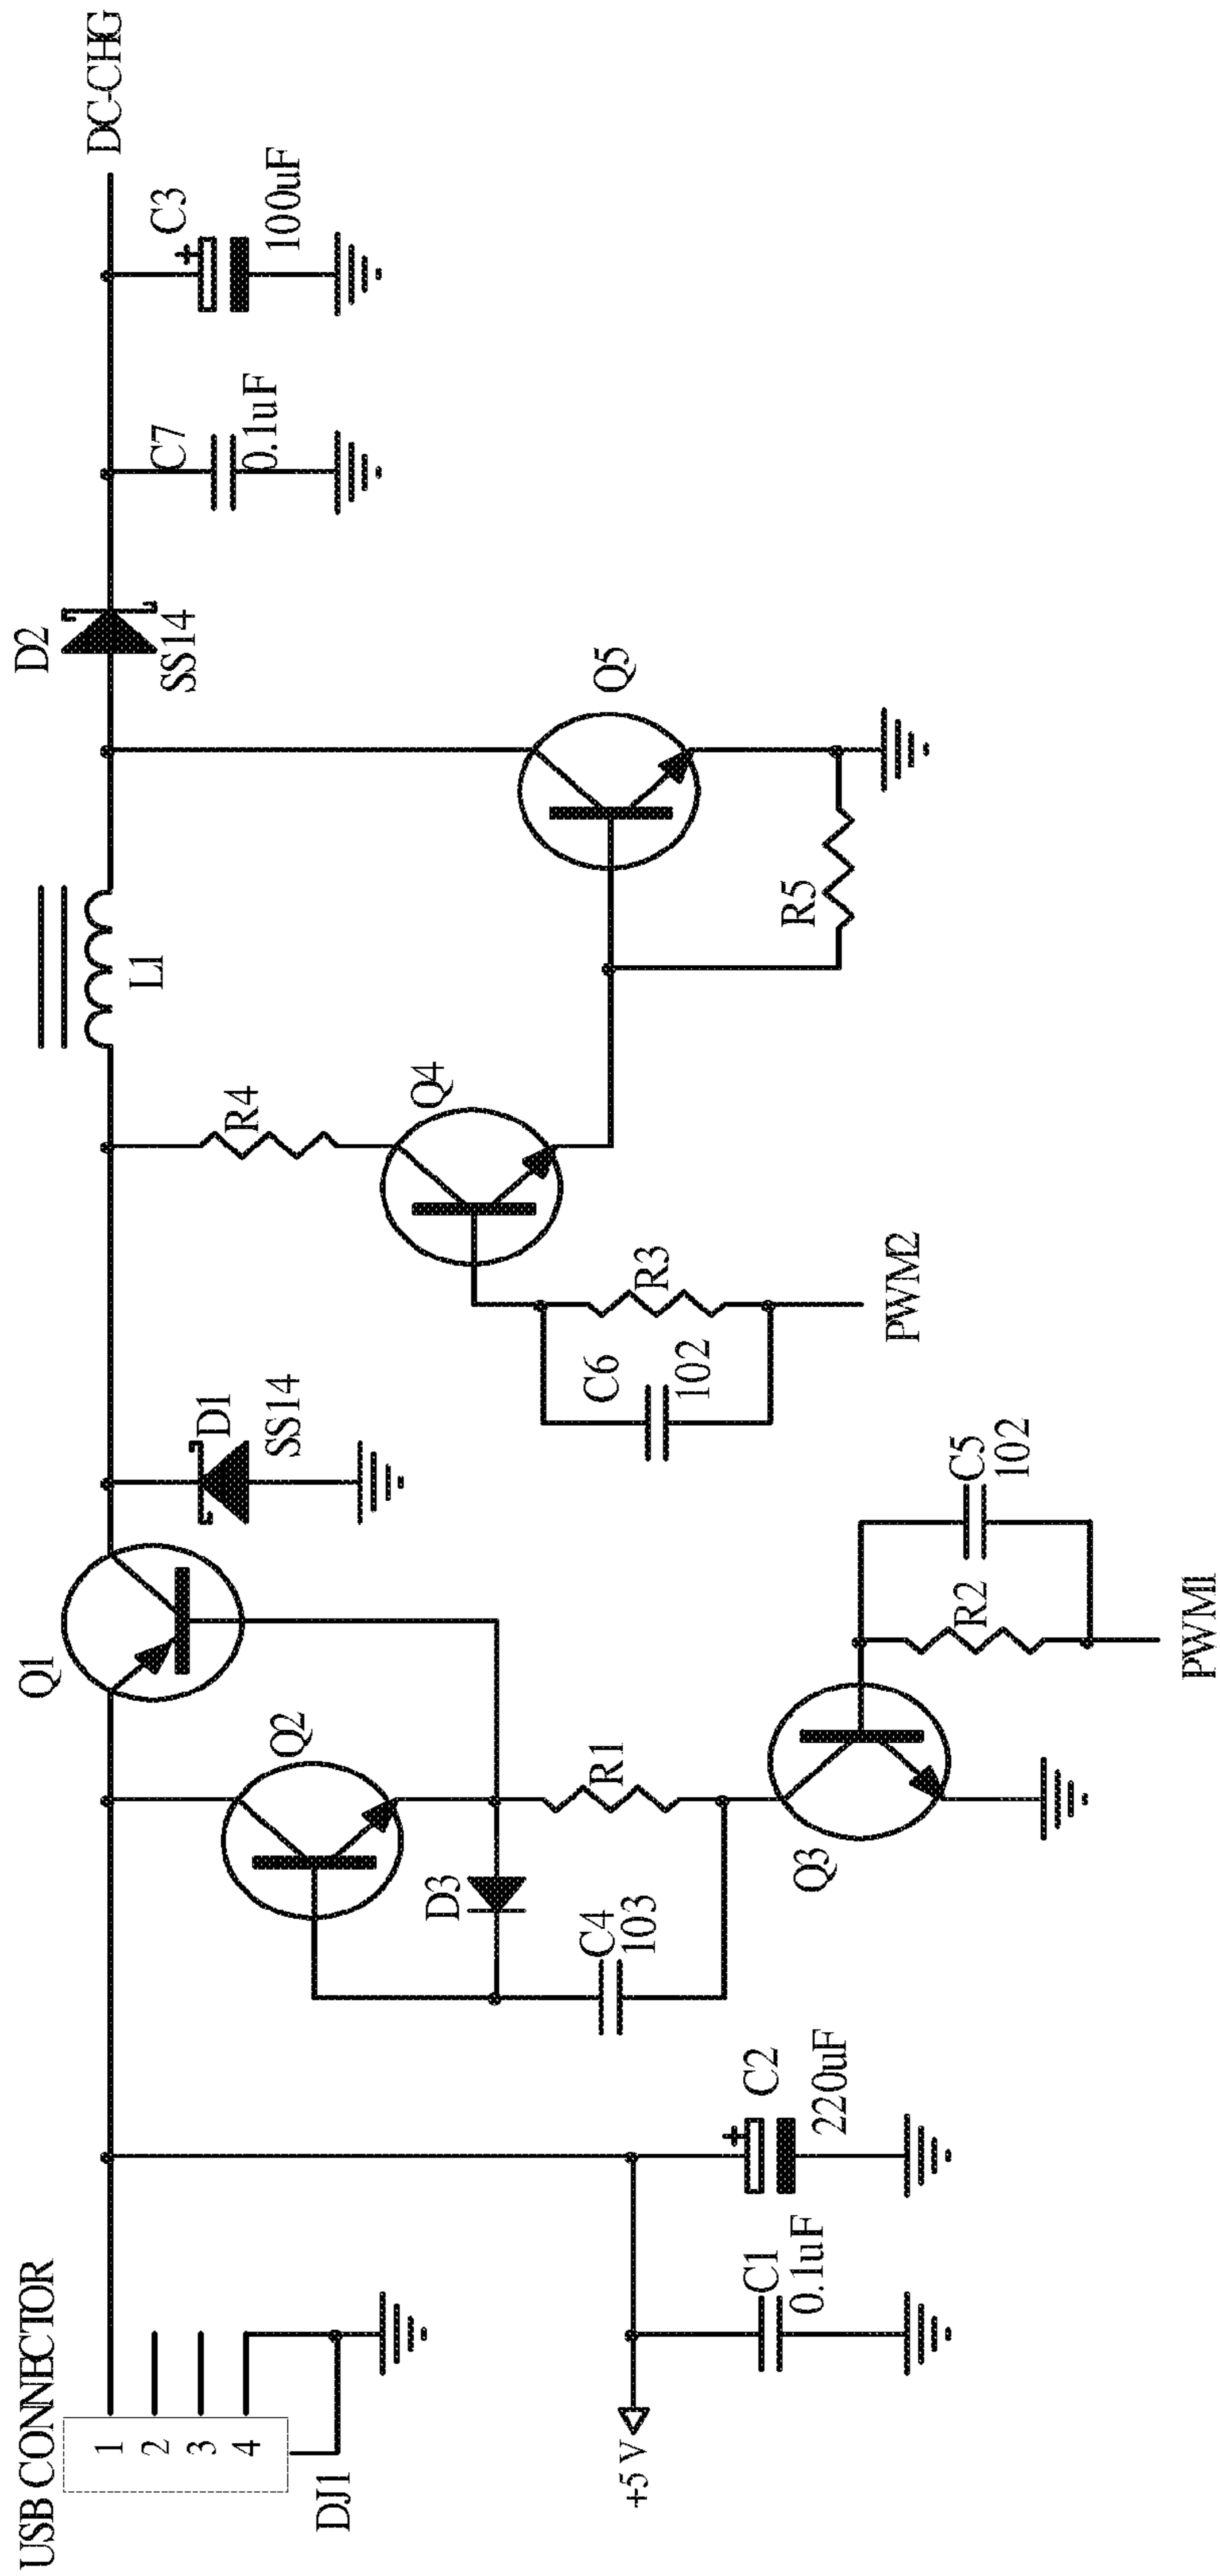 USB CONNECTOR
1
2
3
4
DJ1
+5 V
C1
0.1uF
C2
220uF
Q1
Q2
D3
C4
103
R1
Q3
R2
C5
102
PWM1
D1
SS14
R4
Q4
C6
102
R3
PWM2
L1
R5
Q5
D2
SS14
C7
0.1uF
C3
+
100uF
DC-CHG
+